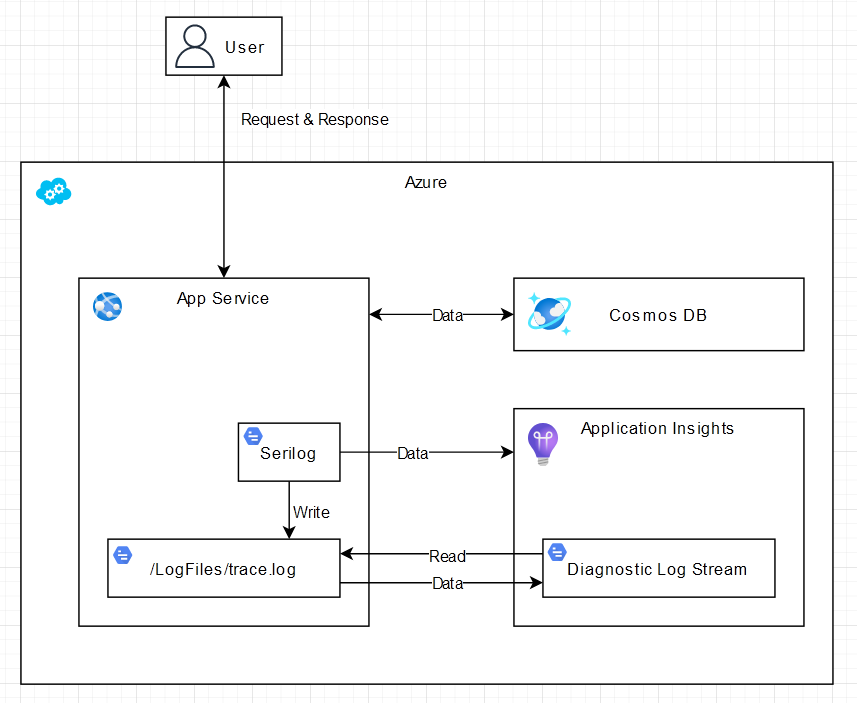 User
Request & Response
Azure
App Service
Data
Cosmos DB
Application Insights
Serilog
Data
Write
Read
/LogFiles/trace.log
Diagnostic Log Stream
Data